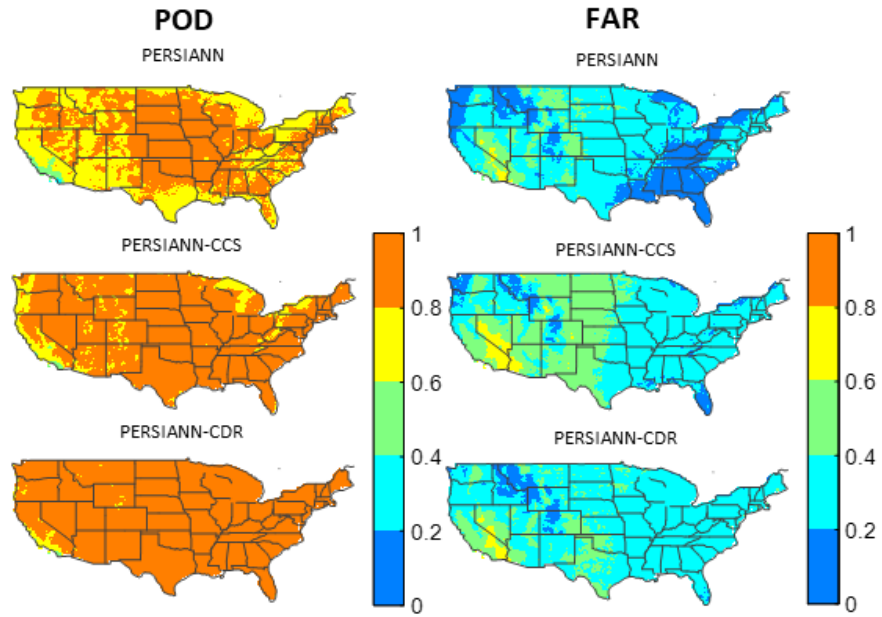 POD
FAR
PERSIANN
PERSIANN
PERSIANN-CCS
PERSIANN-CCS
1
0.8
0.6
0.4
0.2
0
1
0.8
0.6
0.4
0.2
0
PERSIANN-CDR
PERSIANN-CDR